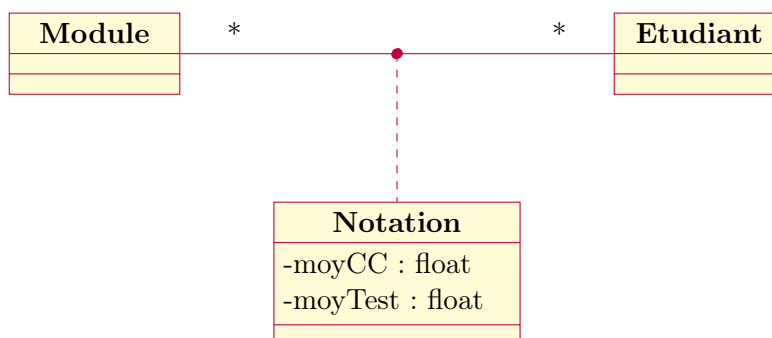 Module
*
*
Etudiant
Notation
-moyCC : float
-moyTest : float